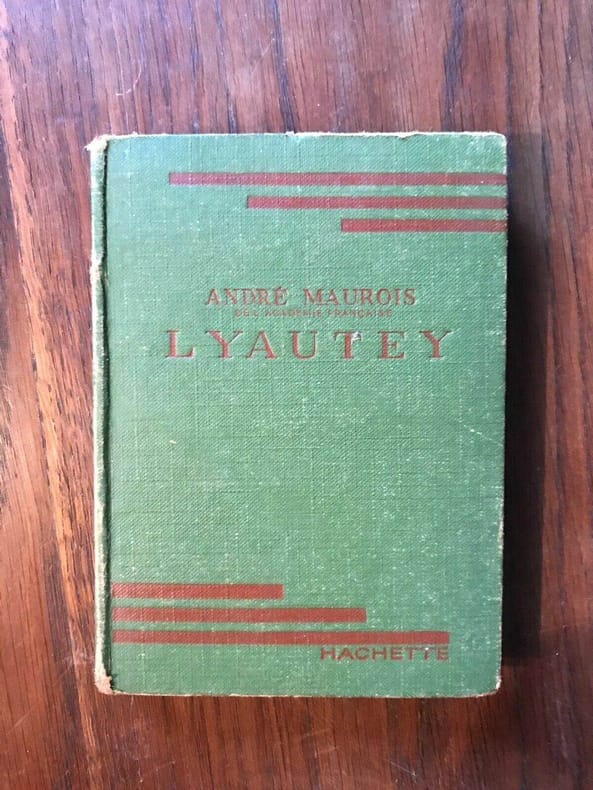 ANDRÉ MAUROIS
DE L'ACADÉMIE FRANÇAISE
LYAUTEY
HACHETTE